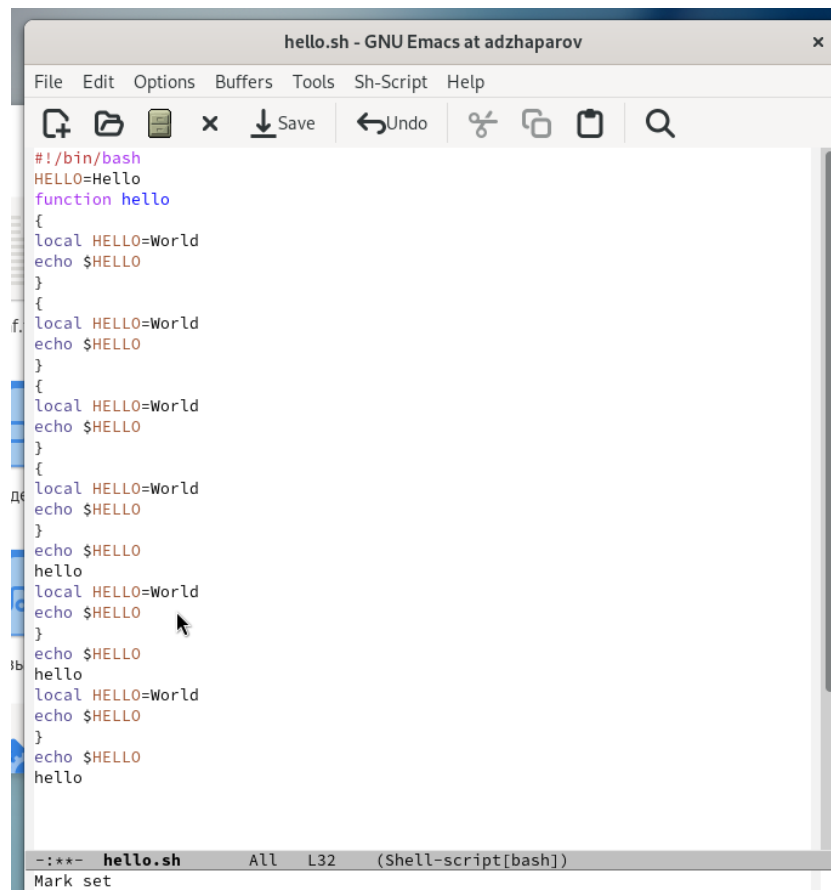 hello.sh - GNU Emacs at adzhaparov
File Edit Options Buffers Tools Sh-Script Help
Save Undo
#!/bin/bash
HELLO=Hello
function hello
{
local HELLO=World
echo $HELLO
}
{
local HELLO=World
echo $HELLO
}
{
local HELLO=World
echo $HELLO
}
{
local HELLO=World
echo $HELLO
}
echo $HELLO
hello
local HELLO=World
echo $HELLO
}
echo $HELLO
hello
local HELLO=World
echo $HELLO
}
echo $HELLO
hello
-:**- hello.sh All L32 (Shell-script[bash])
Mark set